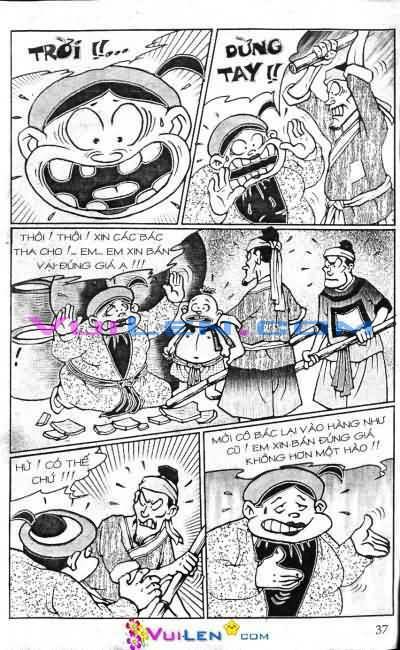 TRỜI !!...
DỪNG
TAY !!
THÔI ! THÔI ! XIN CÁC BÁC
THA CHO !... EM... EM XIN BÁN
VẢI ĐÚNG GIÁ Ạ !!!
VUILEN.COM
HỪ ! CÓ THẾ
CHỨ !!!
MỜI CÔ BÁC LẠI VÀO HÀNG NHƯ
CŨ ! EM XIN BÁN ĐÚNG GIÁ
KHÔNG HƠN MỘT HÀO !!
37
VUILEN.COM